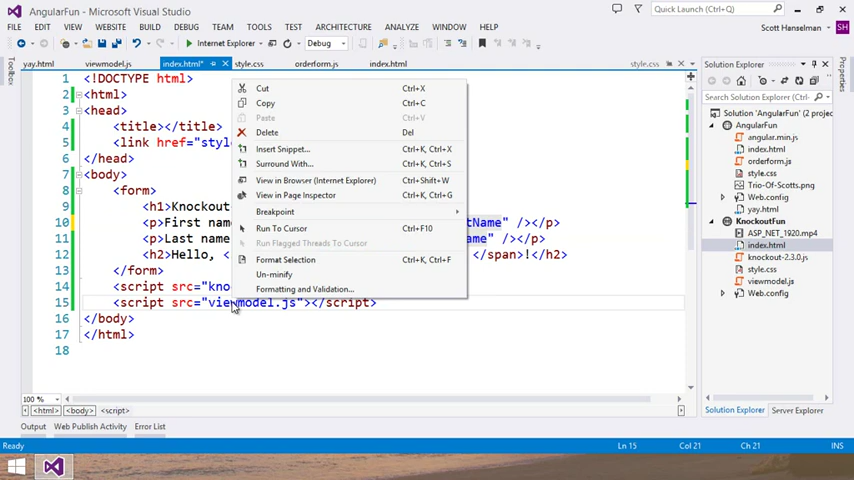 AngularFun - Microsoft Visual Studio
Quick Launch (Ctrl+Q)
FILE EDIT VIEW WEBSITE BUILD DEBUG TEAM TOOLS TEST ARCHITECTURE ANALYZE WINDOW HELP
Scott Hanselman SH
Internet Explorer Debug
yay.html viewmodel.js index.html* style.css orderform.js index.html style.css
Toolbox
Properties
1 <!DOCTYPE html>
2 <html>
3 <head>
4 <title></title>
5 <link href="style
6 </head>
7 <body>
8 <form>
9 <h1>Knockout
10 <p>First name tName" /></p>
11 <p>Last name Name" /></p>
12 <h2>Hello, < </span>!</h2>
13 </form>
14 <script src="kno
15 <script src="viewmodel.js"></script>
16 </body>
17 </html>
18
Cut Ctrl+X
Copy Ctrl+C
Paste Ctrl+V
Delete Del
Insert Snippet... Ctrl+K, Ctrl+X
Surround With... Ctrl+K, Ctrl+S
View in Browser (Internet Explorer) Ctrl+Shift+W
View in Page Inspector Ctrl+K, Ctrl+G
Breakpoint
Run To Cursor Ctrl+F10
Run Flagged Threads To Cursor
Format Selection Ctrl+K, Ctrl+F
Un-minify
Formatting and Validation...
Solution Explorer
Search Solution Explorer (Ctrl+;)
Solution 'AngularFun' (2 projects)
AngularFun
angular.min.js
index.html
orderform.js
style.css
Trio-Of-Scotts.png
Web.config
yay.html
KnockoutFun
ASP_NET_1920.mp4
index.html
knockout-2.3.0.js
style.css
viewmodel.js
Web.config
100 %
<html> <body> <script>
Solution Explorer Server Explorer
Output Web Publish Activity Error List
Ready Ln 15 Col 21 Ch 21 INS